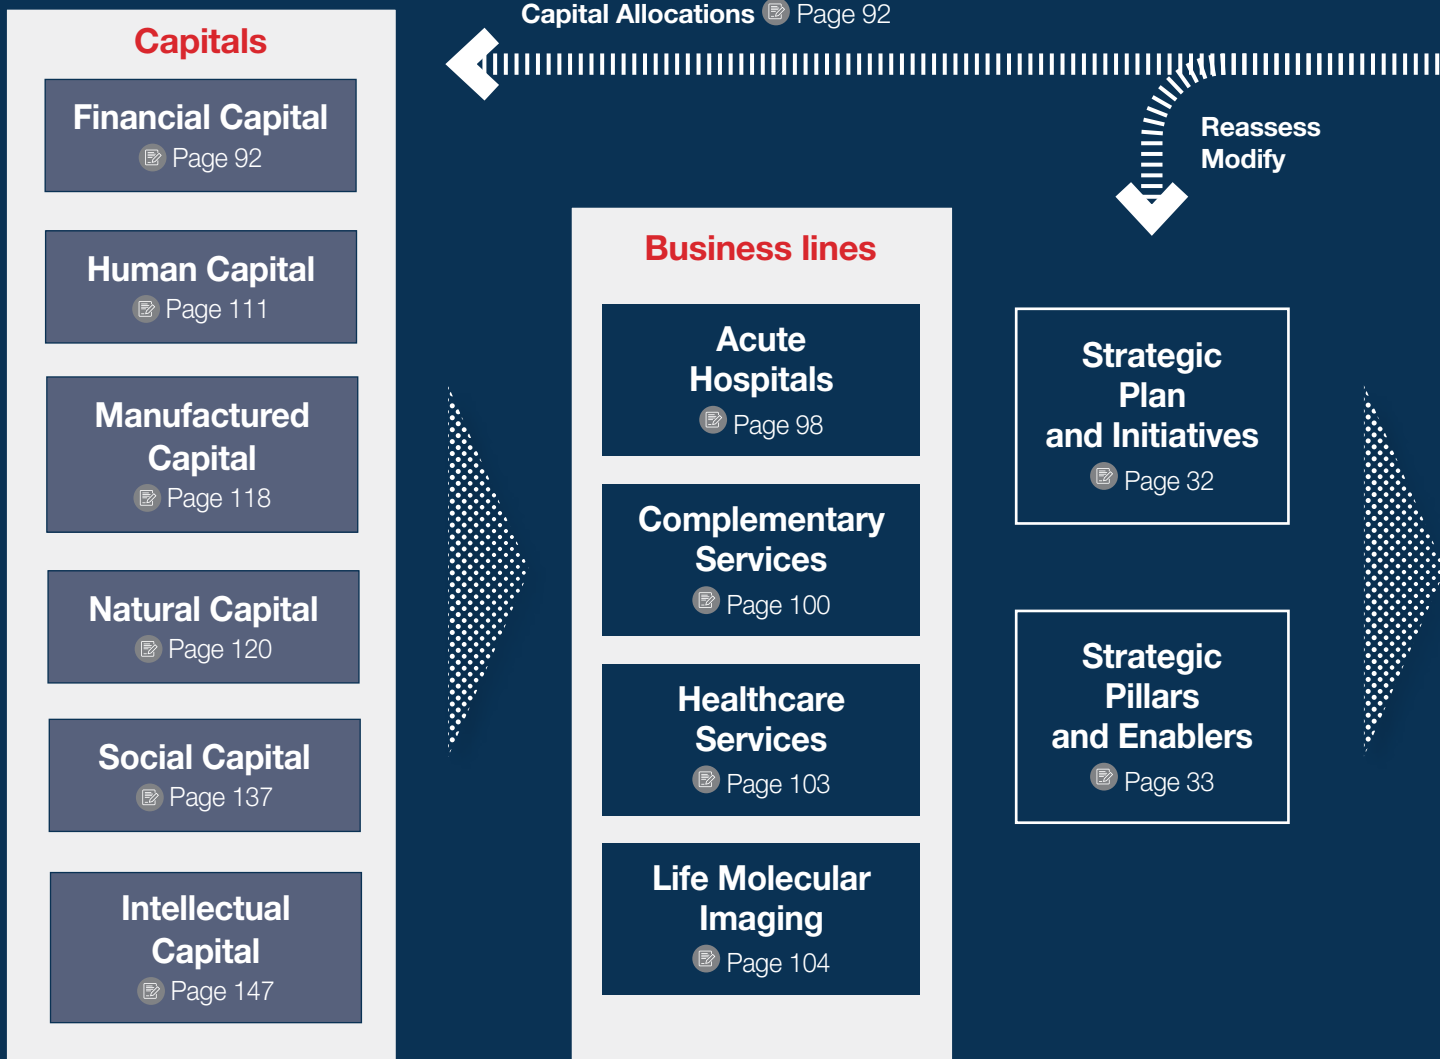 Capital Allocations Page 92
Capitals
Financial Capital
Page 92
Human Capital
Page 111
Manufactured
Capital
Page 118
Natural Capital
Page 120
Social Capital
Page 137
Intellectual
Capital
Page 147
Business lines
Acute
Hospitals
Page 98
Complementary
Services
Page 100
Healthcare
Services
Page 103
Life Molecular
Imaging
Page 104
Reassess
Modify
Strategic
Plan
and Initiatives
Page 32
Strategic
Pillars
and Enablers
Page 33